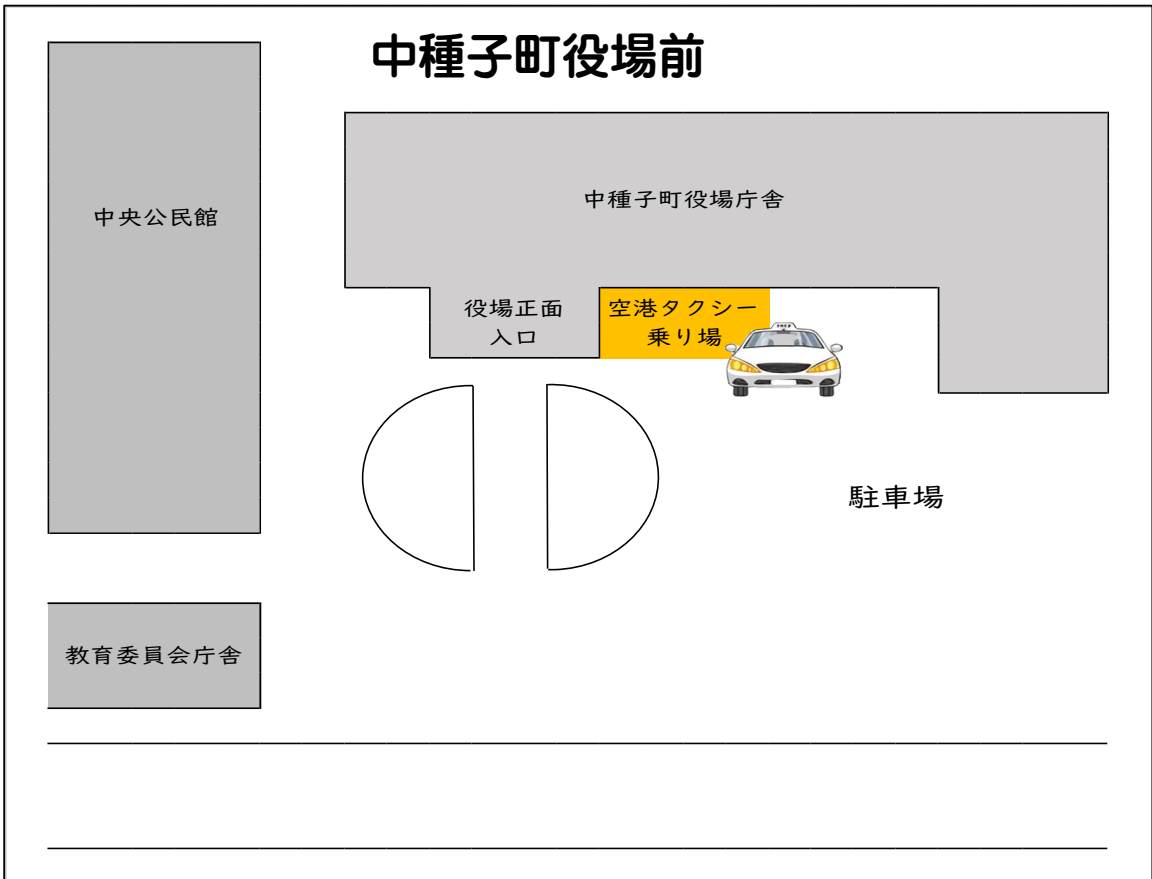 中種子町役場前
中央公民館
中種子町役場庁舎
役場正面
入口
空港タクシー
乗り場
駐車場
教育委員会庁舎